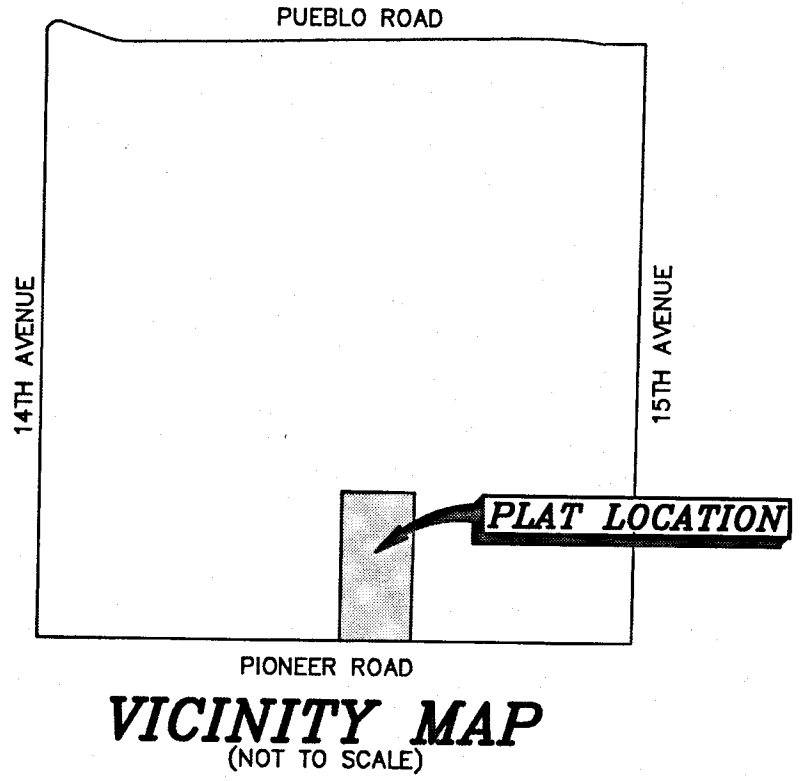 PUEBLO ROAD
14TH AVENUE
15TH AVENUE
PLAT LOCATION
PIONEER ROAD
VICINITY MAP
(NOT TO SCALE)